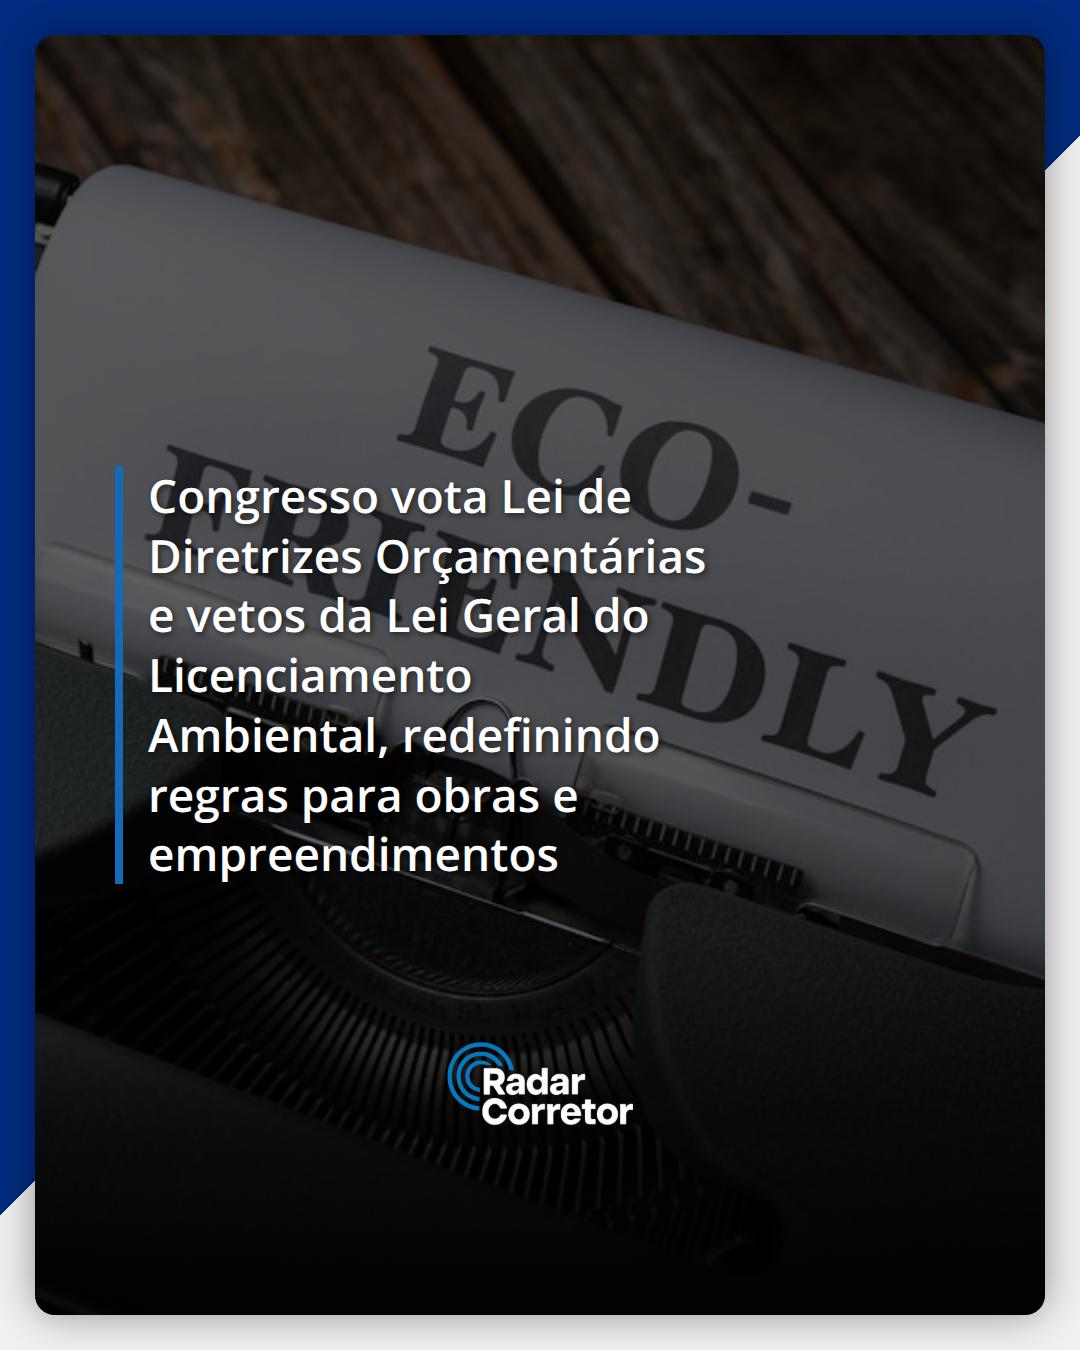 ECO-
FRIENDLY
Congresso vota Lei de
Diretrizes Orçamentárias
e vetos da Lei Geral do
Licenciamento
Ambiental, redefinindo
regras para obras e
empreendimentos
Radar
Corretor